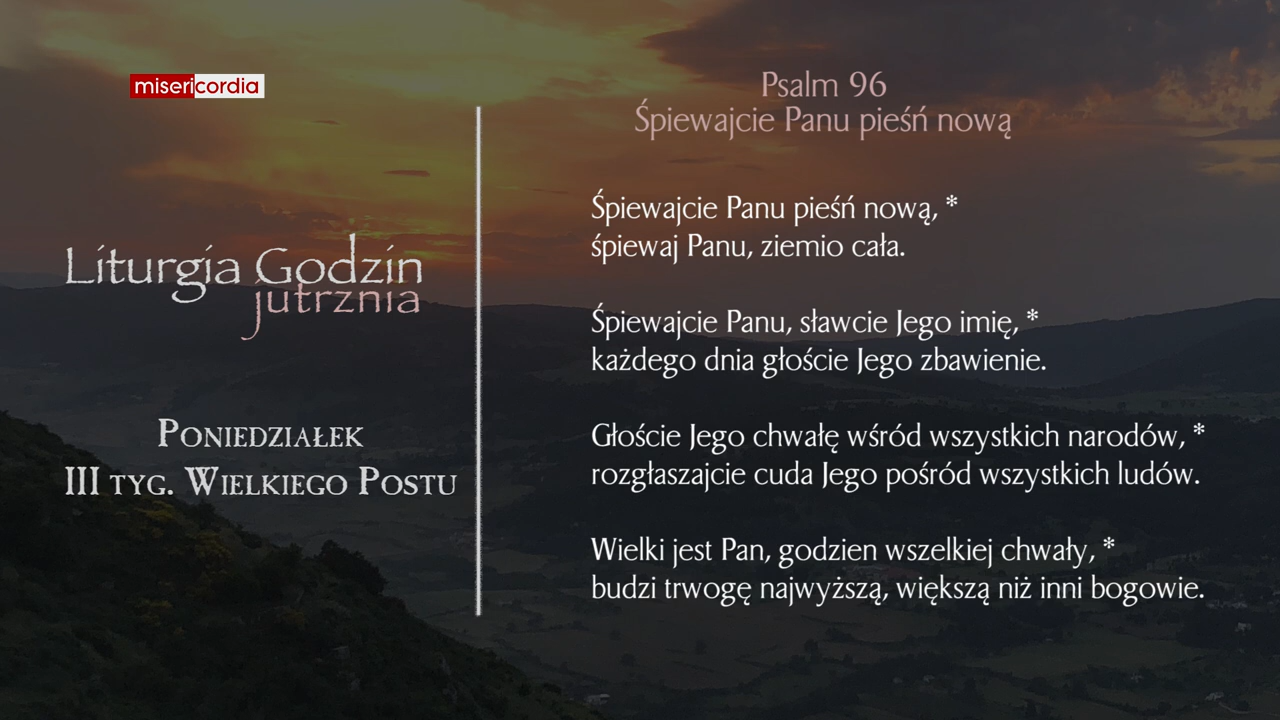 misericordia
Liturgia Godzin
jutrznia
Poniedziałek
III tyg. Wielkiego Postu
Psalm 96
Śpiewajcie Panu pieśń nową
Śpiewajcie Panu pieśń nową, *
śpiewaj Panu, ziemio cała.
Śpiewajcie Panu, sławcie Jego imię, *
każdego dnia głoście Jego zbawienie.
Głoście Jego chwałę wśród wszystkich narodów, *
rozgłaszajcie cuda Jego pośród wszystkich ludów.
Wielki jest Pan, godzien wszelkiej chwały, *
budzi trwogę najwyższą, większą niż inni bogowie.